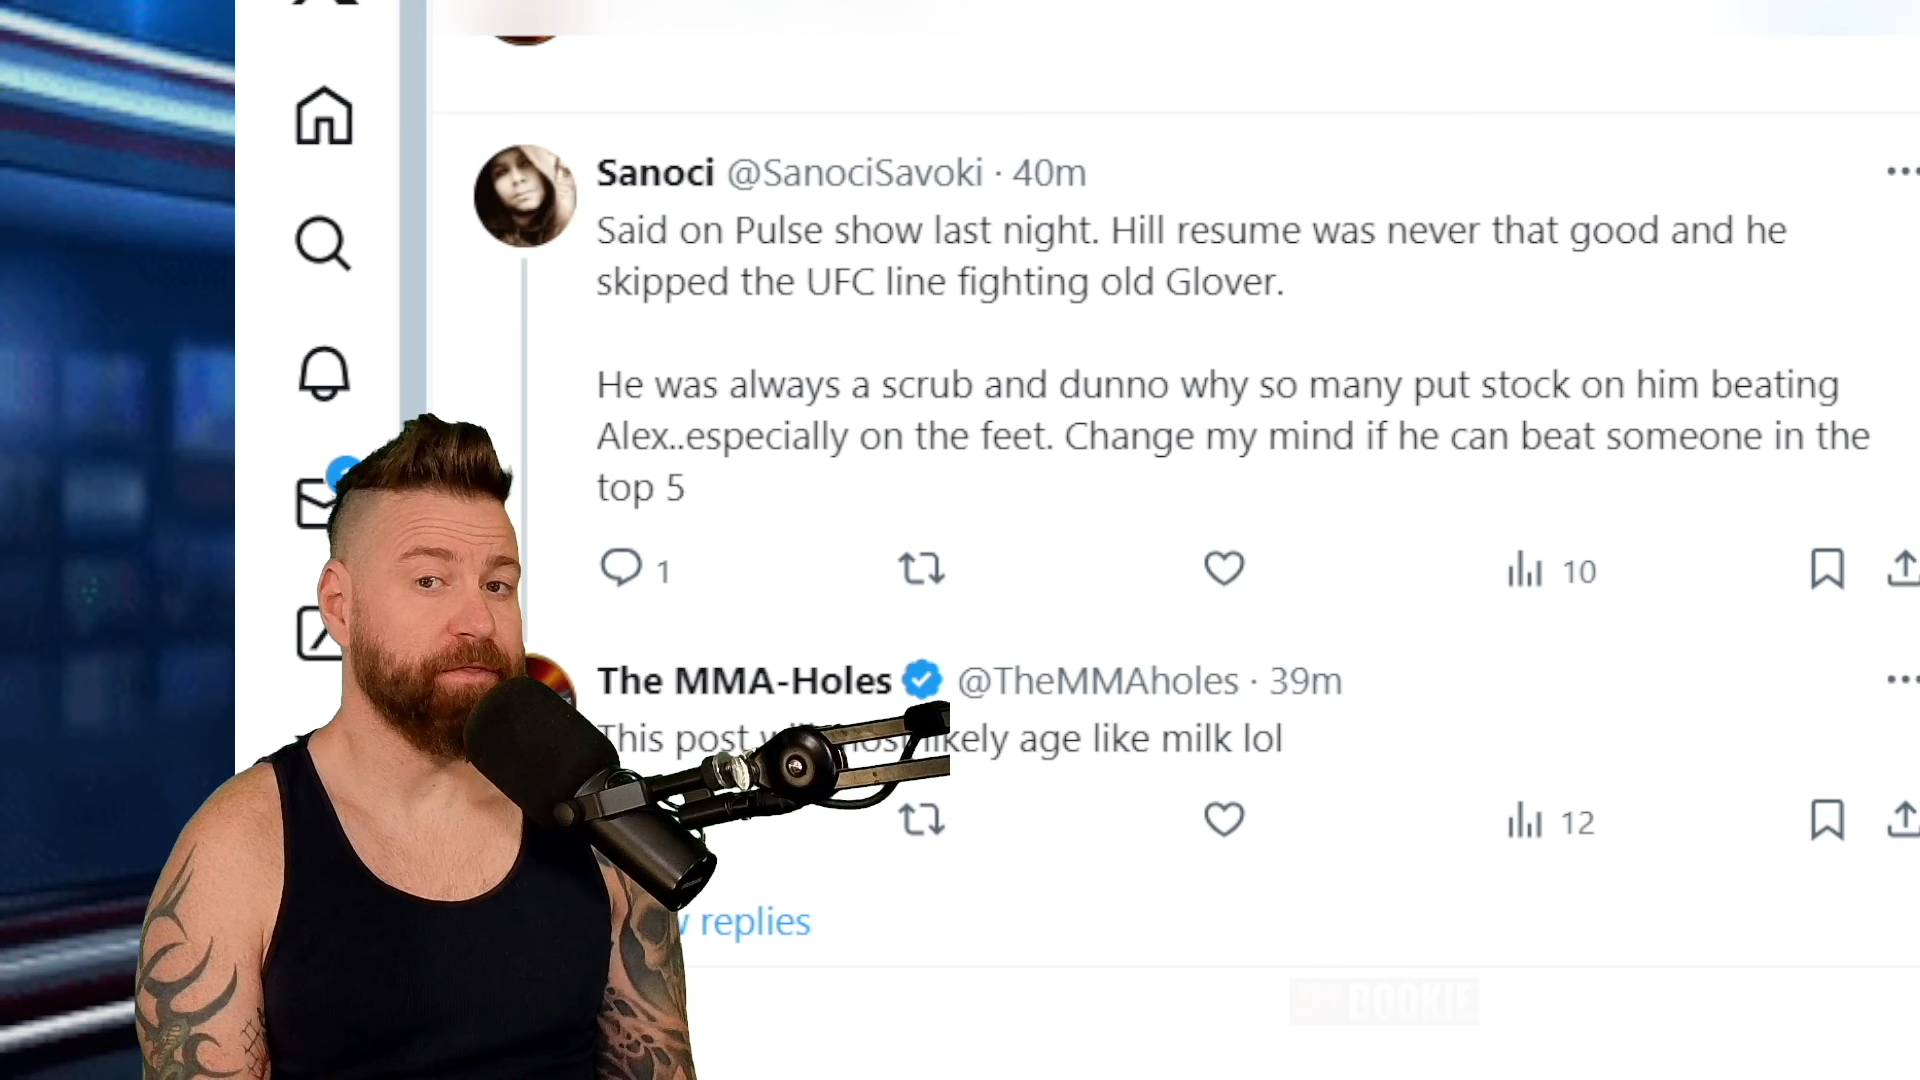 Sanoci @SanociSavoki · 40m
Said on Pulse show last night. Hill resume was never that good and he
skipped the UFC line fighting old Glover.
He was always a scrub and dunno why so many put stock on him beating
Alex..especially on the feet. Change my mind if he can beat someone in the
top 5
1
10
The MMA-Holes @TheMMAholes · 39m
This post likely age like milk lol
12
replies
BOOKIE